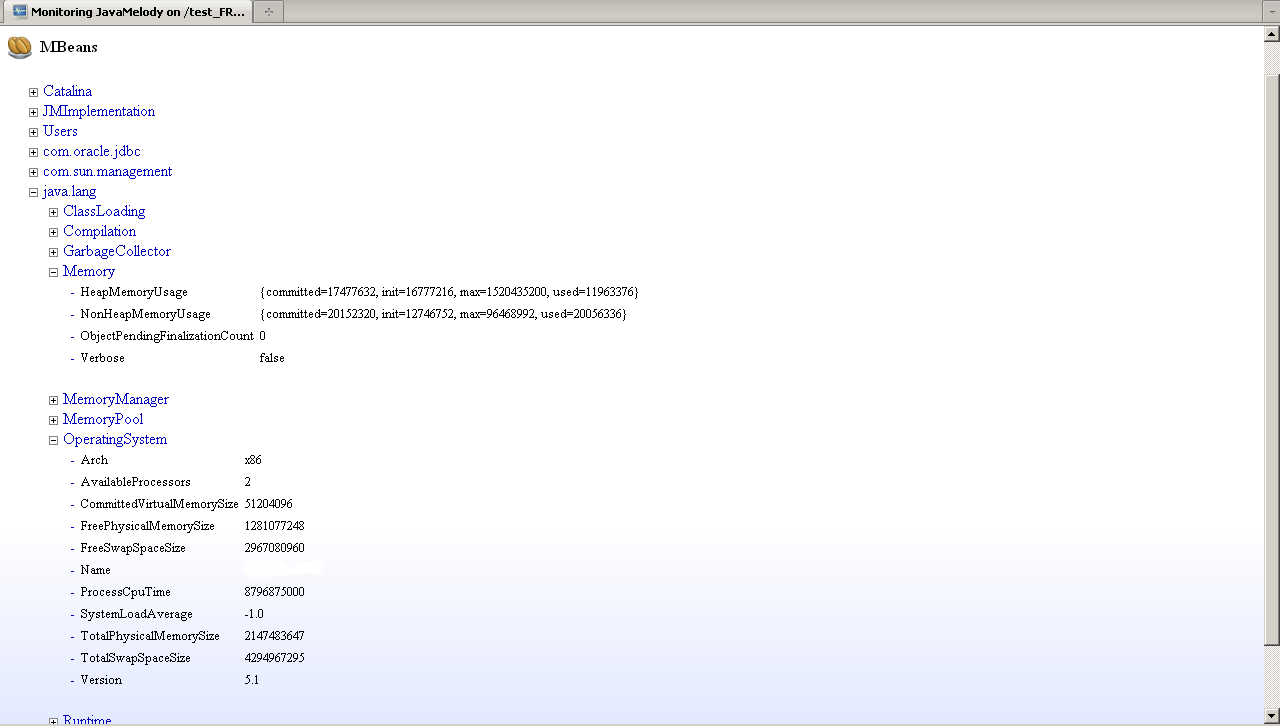 Monitoring JavaMelody on /test_FR...
MBeans
Catalina
JMImplementation
Users
com.oracle.jdbc
com.sun.management
java.lang
ClassLoading
Compilation
GarbageCollector
Memory
- HeapMemoryUsage {committed=17477632, init=16777216, max=1520435200, used=11963376}
- NonHeapMemoryUsage {committed=20152320, init=12746752, max=96468992, used=20056336}
- ObjectPendingFinalizationCount 0
- Verbose false
MemoryManager
MemoryPool
OperatingSystem
- Arch x86
- AvailableProcessors 2
- CommittedVirtualMemorySize 51204096
- FreePhysicalMemorySize 1281077248
- FreeSwapSpaceSize 2967080960
- Name
- ProcessCpuTime 8796875000
- SystemLoadAverage -1.0
- TotalPhysicalMemorySize 2147483647
- TotalSwapSpaceSize 4294967295
- Version 5.1
Runtime